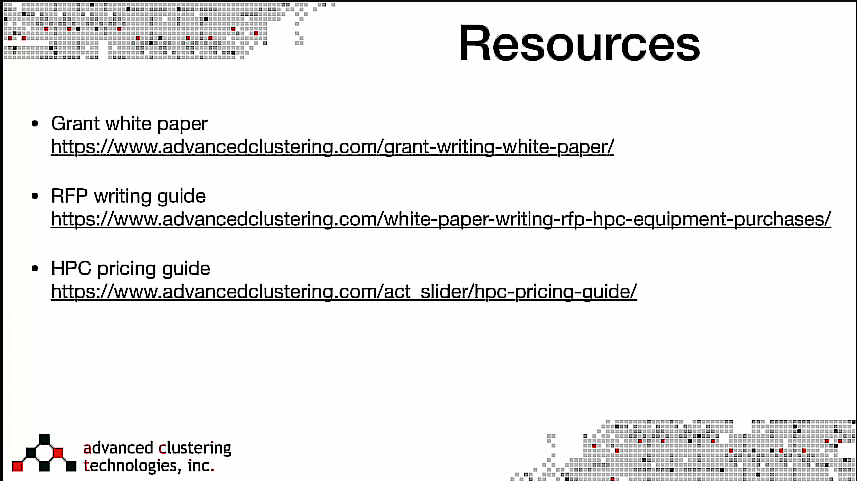 Resources
• Grant white paper
https://www.advancedclustering.com/grant-writing-white-paper/
• RFP writing guide
https://www.advancedclustering.com/white-paper-writing-rfp-hpc-equipment-purchases/
• HPC pricing guide
https://www.advancedclustering.com/act_slider/hpc-pricing-guide/
advanced clustering
technologies, inc.